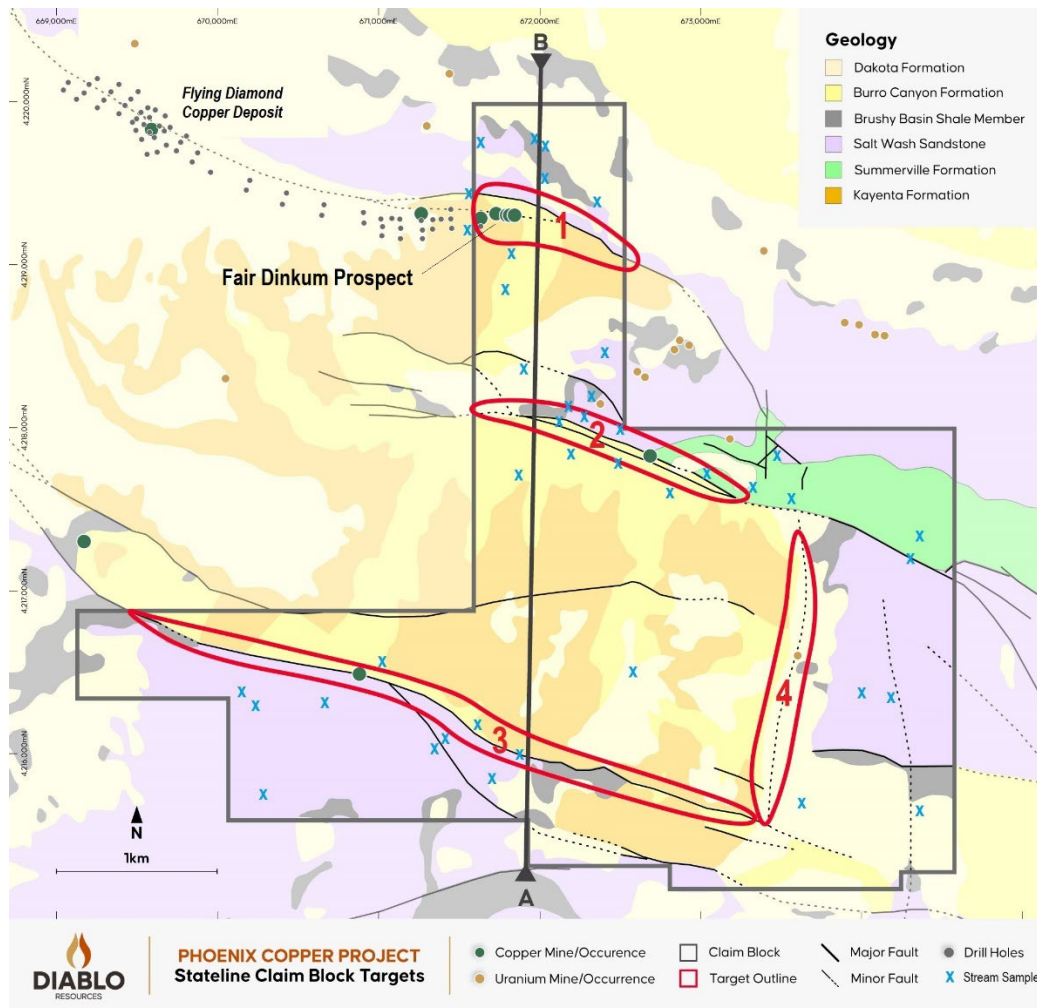 669,000mE
670,000mE
671,000mE
672,000mE
673,000mE
4,220,000mN
4,219,000mN
4,218,000mN
4,217,000mN
4,216,000mN
B
Flying Diamond
Copper Deposit
Geology
Dakota Formation
Burro Canyon Formation
Brushy Basin Shale Member
Salt Wash Sandstone
Summerville Formation
Kayenta Formation
1
Fair Dinkum Prospect
2
3
4
N
1km
A
DIABLO
RESOURCES
PHOENIX COPPER PROJECT
Stateline Claim Block Targets
Copper Mine/Occurence
Uranium Mine/Occurrence
Claim Block
Target Outline
Major Fault
Minor Fault
Drill Holes
X Stream Sample